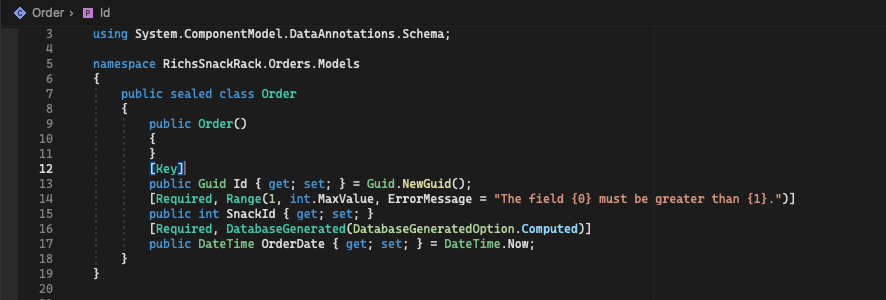 Order › Id
3 using System.ComponentModel.DataAnnotations.Schema;
4
5 namespace RichsSnackRack.Orders.Models
6 {
7 public sealed class Order
8 {
9 public Order()
10 {
11 }
12 [Key]
13 public Guid Id { get; set; } = Guid.NewGuid();
14 [Required, Range(1, int.MaxValue, ErrorMessage = "The field {0} must be greater than {1}.")]
15 public int SnackId { get; set; }
16 [Required, DatabaseGenerated(DatabaseGeneratedOption.Computed)]
17 public DateTime OrderDate { get; set; } = DateTime.Now;
18 }
19 }
20